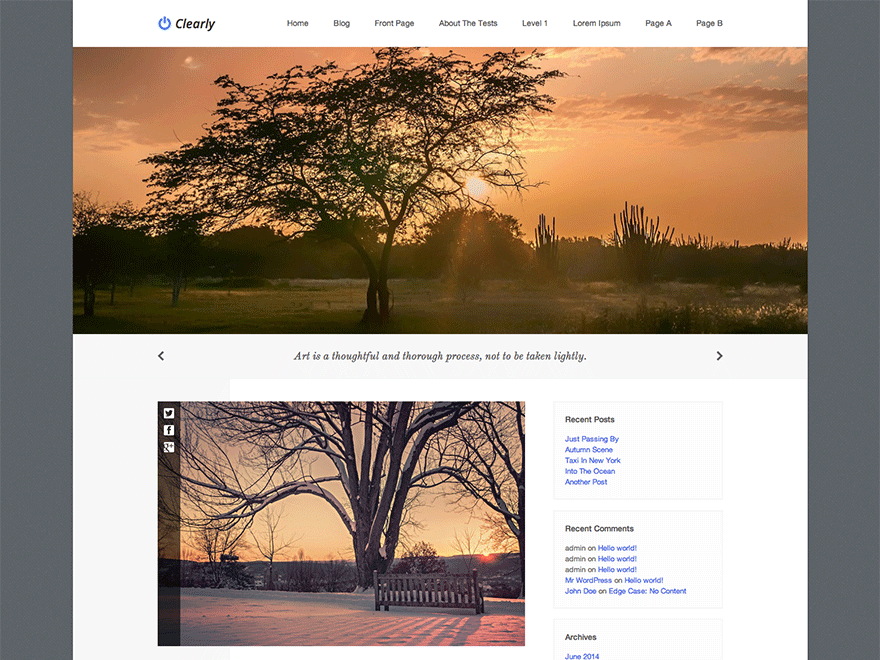 Clearly
Home Blog Front Page About The Tests Level 1 Lorem Ipsum Page A Page B
Art is a thoughtful and thorough process, not to be taken lightly.
Recent Posts
Just Passing By
Autumn Scene
Taxi In New York
Into The Ocean
Another Post
Recent Comments
admin on Hello world!
admin on Hello world!
admin on Hello world!
Mr WordPress on Hello world!
John Doe on Edge Case: No Content
Archives
June 2014